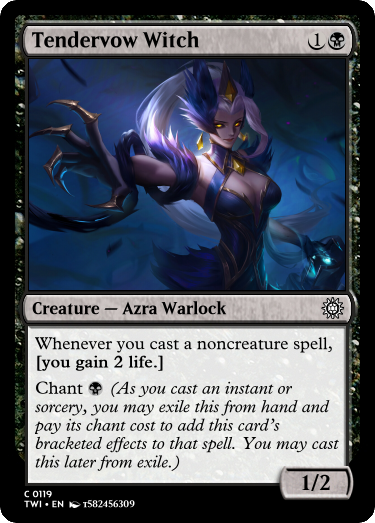 Tendervow Witch 1
Creature — Azra Warlock
Whenever you cast a noncreature spell,
[you gain 2 life.]
Chant (As you cast an instant or
sorcery, you may exile this from hand and
pay its chant cost to add this card's
bracketed effects to that spell. You may cast
this later from exile.)
1/2
C 0119
TWI • EN T582456309